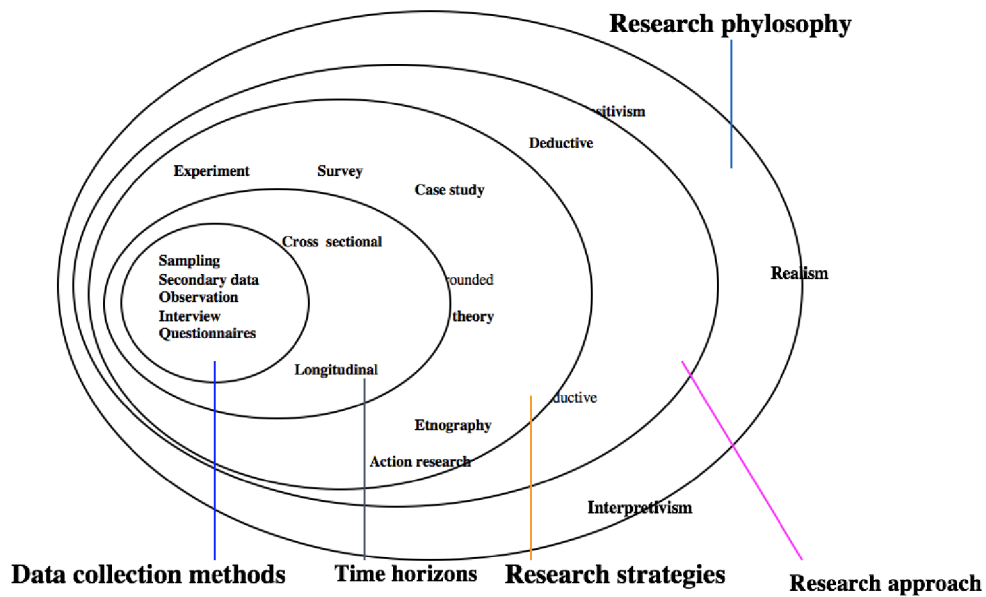 Research phylosophy
sitivism
Deductive
Experiment
Survey
Case study
Cross sectional
Sampling
Secondary data
Observation
Interview
Questionnaires
Realism
rounded
theory
Longitudinal
ductive
Etnography
Action research
Interpretivism
Data collection methods
Time horizons
Research strategies
Research approach